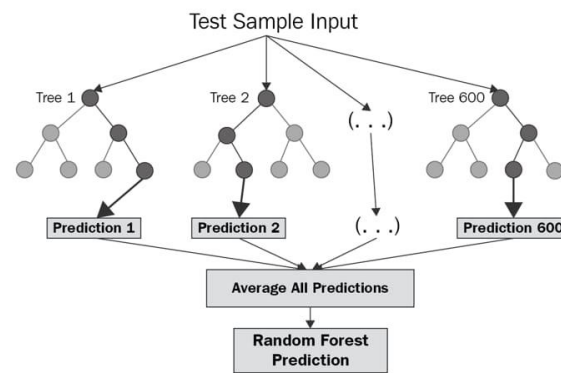 Test Sample Input
Tree 1
Tree 2
(. . .)
Tree 600
Prediction 1
Prediction 2
(. . .)
Prediction 600
Average All Predictions
Random Forest
Prediction